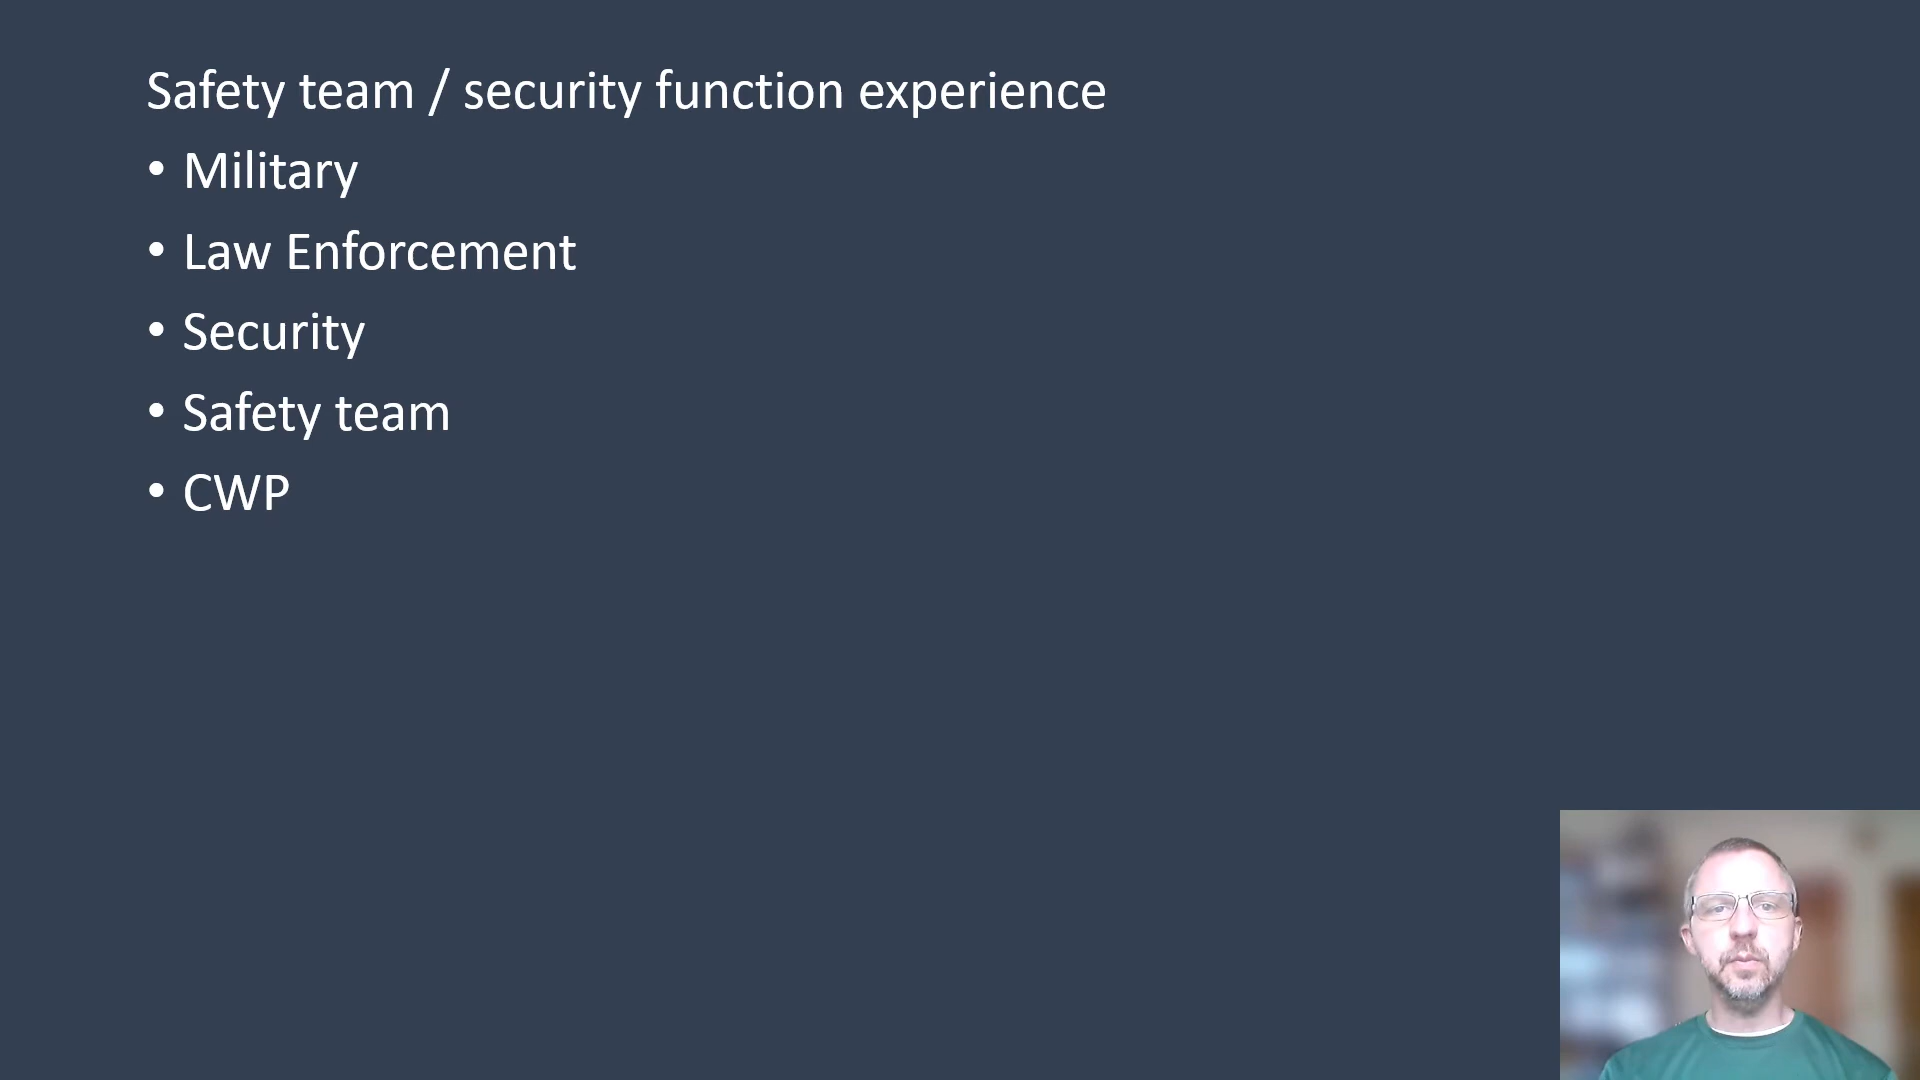 Safety team / security function experience
• Military
• Law Enforcement
• Security
• Safety team
• CWP